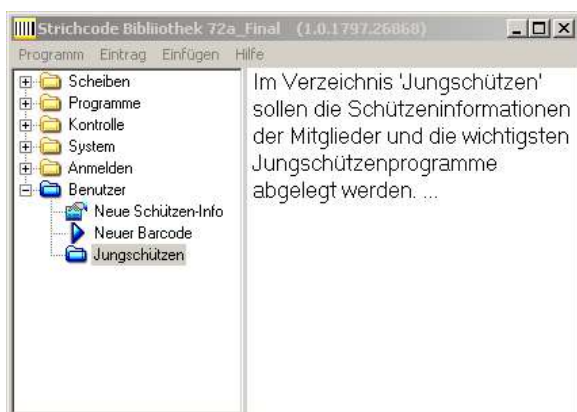 Strichcode Bibliiothek 72a_Final (1.0.1797.26868)
Programm Eintrag Einfügen Hilfe
Scheiben
Programme
Kontrolle
System
Anmelden
Benutzer
Neue Schützen-Info
Neuer Barcode
Jungschützen
Im Verzeichnis 'Jungschützen'
sollen die Schützeninformationen
der Mitglieder und die wichtigsten
Jungschützenprogramme
abgelegt werden. ...